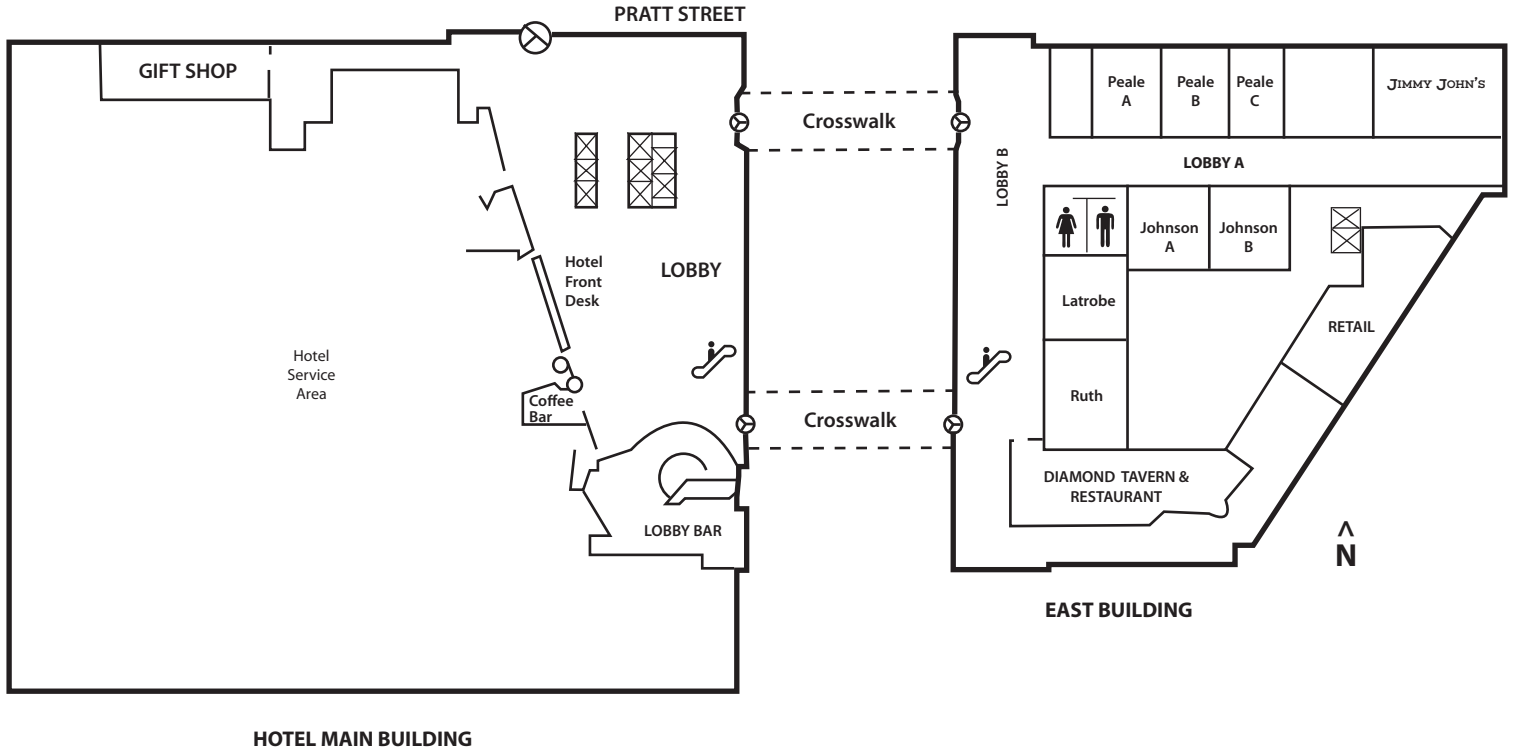 PRATT STREET
GIFT SHOP
Crosswalk
Peale
A
Peale
B
Peale
C
JIMMY JOHN'S
LOBBY A
LOBBY B
Johnson
A
Johnson
B
Hotel
Front
Desk
LOBBY
Latrobe
RETAIL
Hotel
Service
Area
Coffee
Bar
Crosswalk
Ruth
DIAMOND TAVERN &
RESTAURANT
LOBBY BAR
N
EAST BUILDING
HOTEL MAIN BUILDING